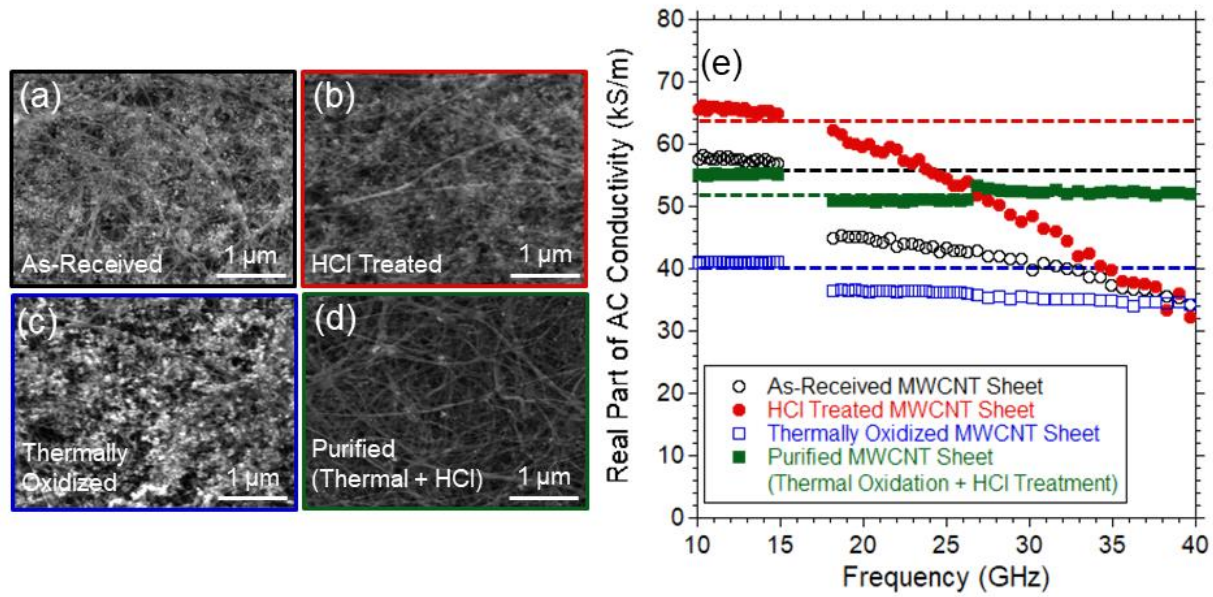 (a)
As-Received
1 μm
(b)
HCl Treated
1 μm
(c)
Thermally
Oxidized
1 μm
(d)
Purified
(Thermal + HCl)
1 μm
Real Part of AC Conductivity (kS/m)
80
70
60
50
40
30
20
10
0
(e)
As-Received MWCNT Sheet
HCl Treated MWCNT Sheet
Thermally Oxidized MWCNT Sheet
Purified MWCNT Sheet
(Thermal Oxidation + HCl Treatment)
10 15 20 25 30 35 40
Frequency (GHz)